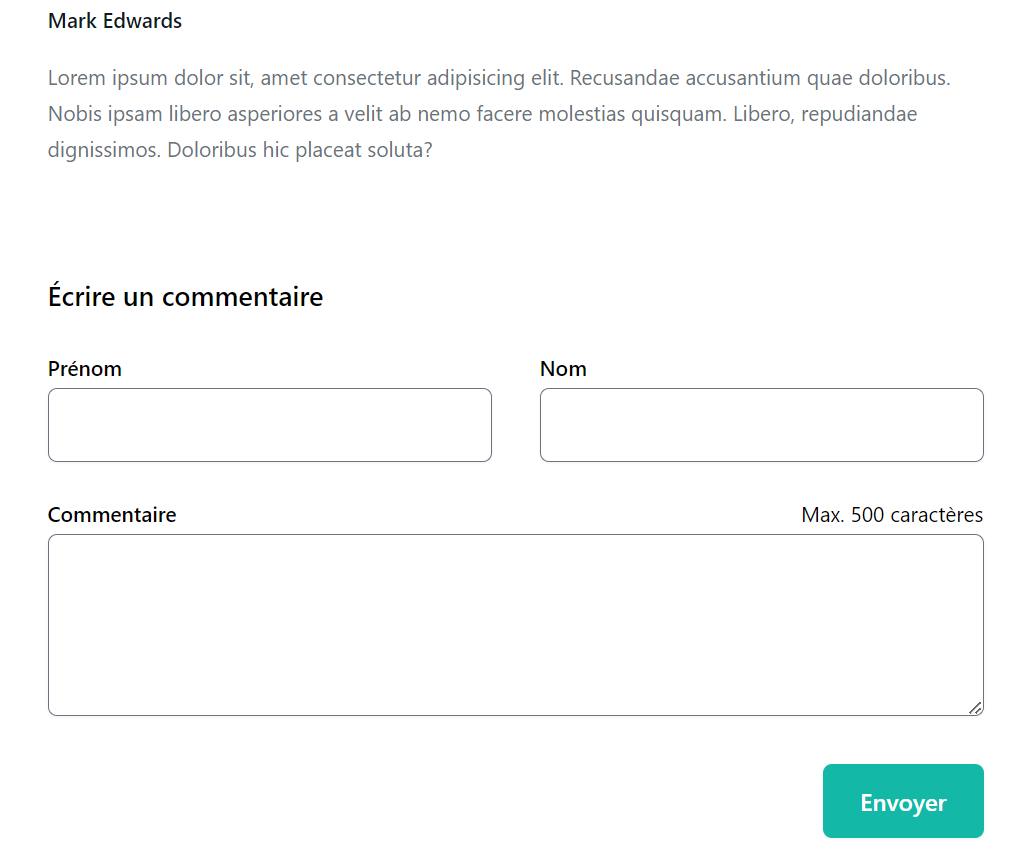 Mark Edwards
Lorem ipsum dolor sit, amet consectetur adipisicing elit. Recusandae accusantium quae doloribus.
Nobis ipsam libero asperiores a velit ab nemo facere molestias quisquam. Libero, repudiandae
dignissimos. Doloribus hic placeat soluta?
Écrire un commentaire
Prénom
Nom
Commentaire
Max. 500 caractères
Envoyer